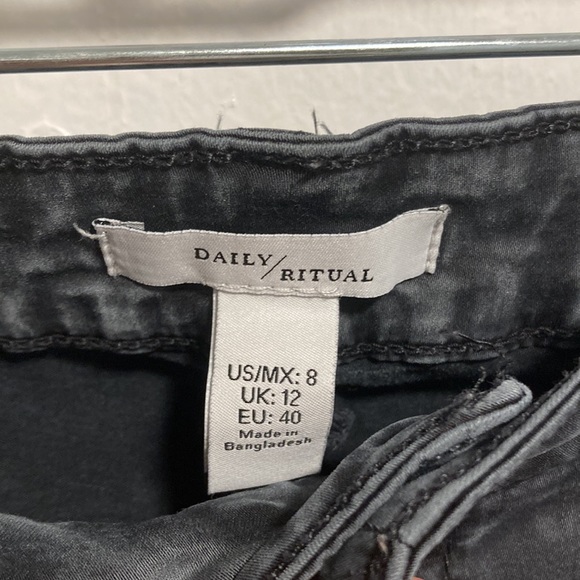 DAILY/
RITUAL
US/MX: 8
UK: 12
EU: 40
Made in
Bangladesh